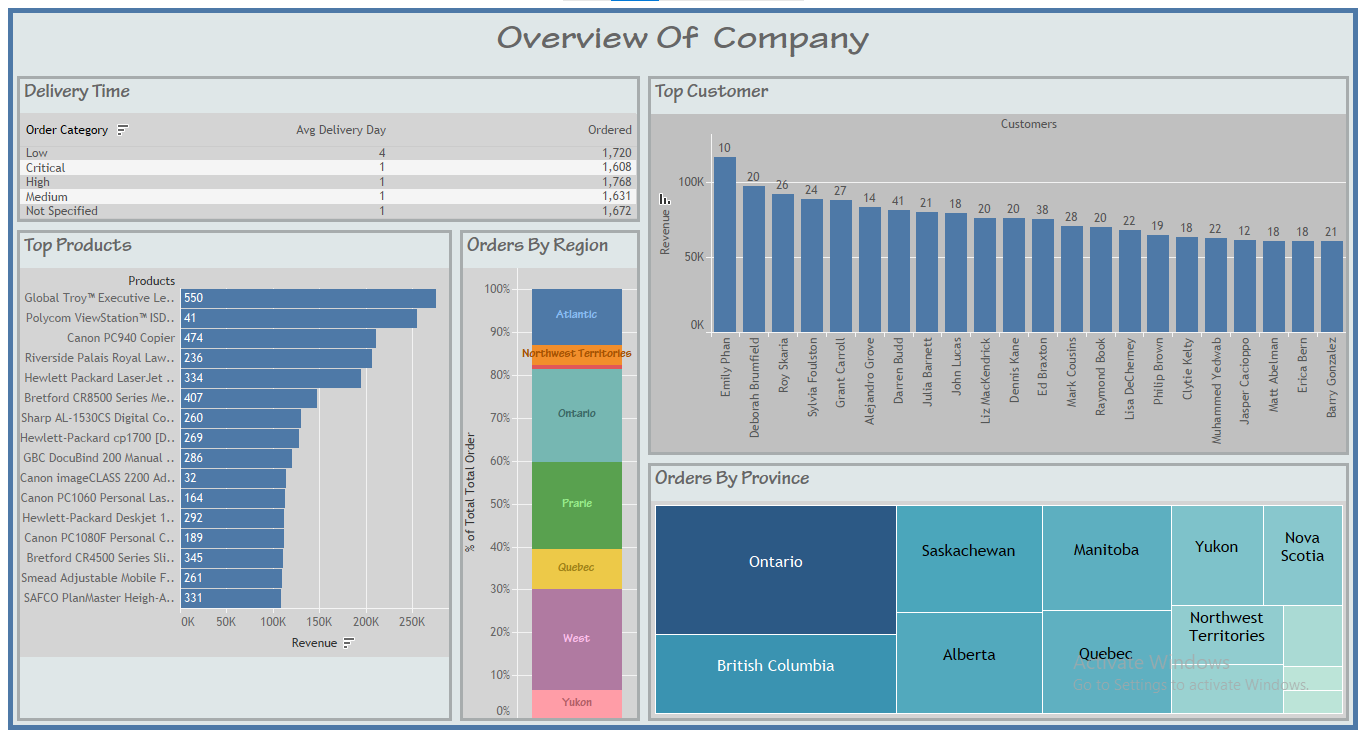 Overview Of Company
Delivery Time
Order Category Avg Delivery Day Ordered
Low 4 1,720
Critical 1 1,608
High 1 1,768
Medium 1 1,631
Not Specified 1 1,672
Top Products
Products
Global Troy™ Executive Le.. 550
Polycom ViewStation™ ISD.. 41
Canon PC940 Copier 474
Riverside Palais Royal Law.. 236
Hewlett Packard LaserJet .. 334
Bretford CR8500 Series Me.. 407
Sharp AL-1530CS Digital Co.. 260
Hewlett-Packard cp1700 [D.. 269
GBC DocuBind 200 Manual .. 286
Canon imageCLASS 2200 Ad.. 32
Canon PC1060 Personal Las.. 164
Hewlett-Packard Deskjet 1.. 292
Canon PC1080F Personal C.. 189
Bretford CR4500 Series Sli.. 345
Smead Adjustable Mobile F.. 261
SAFCO PlanMaster Heigh-A.. 331
0K 50K 100K 150K 200K 250K
Revenue
Orders By Region
% of Total Total Order
100%
90%
80%
70%
60%
50%
40%
30%
20%
10%
0%
Atlantic
Northwest Territories
Ontario
Prarie
Quebec
West
Yukon
Top Customer
Customers
Revenue
100K
50K
0K
10 20 26 24 27 14 41 21 18 20 20 38 28 20 22 19 18 22 12 18 18 21
Emily Phan
Deborah Brumfield
Roy Skaria
Sylvia Foulston
Grant Carroll
Alejandro Grove
Darren Budd
Julia Barnett
John Lucas
Liz MacKendrick
Dennis Kane
Ed Braxton
Mark Cousins
Raymond Book
Lisa DeCherney
Philip Brown
Clytie Kelty
Muhammed Yedwab
Jasper Cacioppo
Matt Abelman
Erica Bern
Barry Gonzalez
Orders By Province
Ontario
British Columbia
Saskachewan
Alberta
Manitoba
Quebec
Yukon
Nova
Scotia
Northwest
Territories
Activate Windows
Go to Settings to activate Windows.